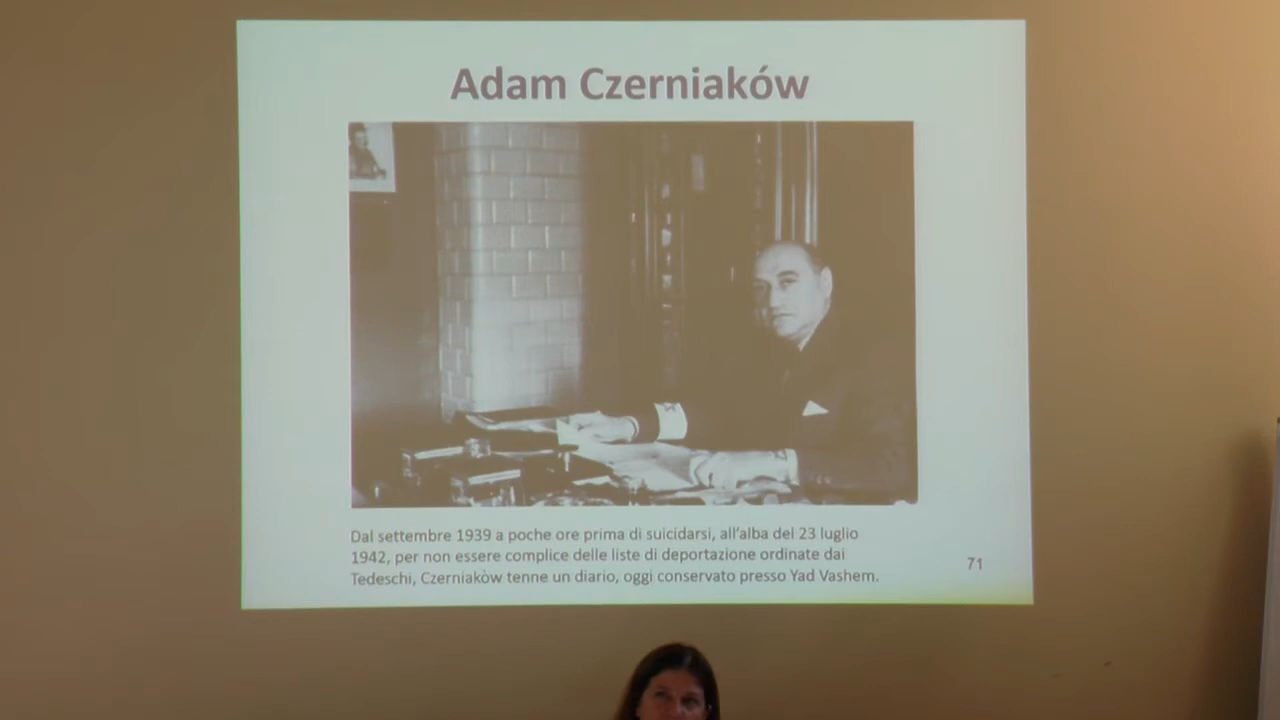 Adam Czerniaków
Dal settembre 1939 a poche ore prima di suicidarsi, all'alba del 23 luglio
1942, per non essere complice delle liste di deportazione ordinate dai
Tedeschi, Czerniakòw tenne un diario, oggi conservato presso Yad Vashem.
71